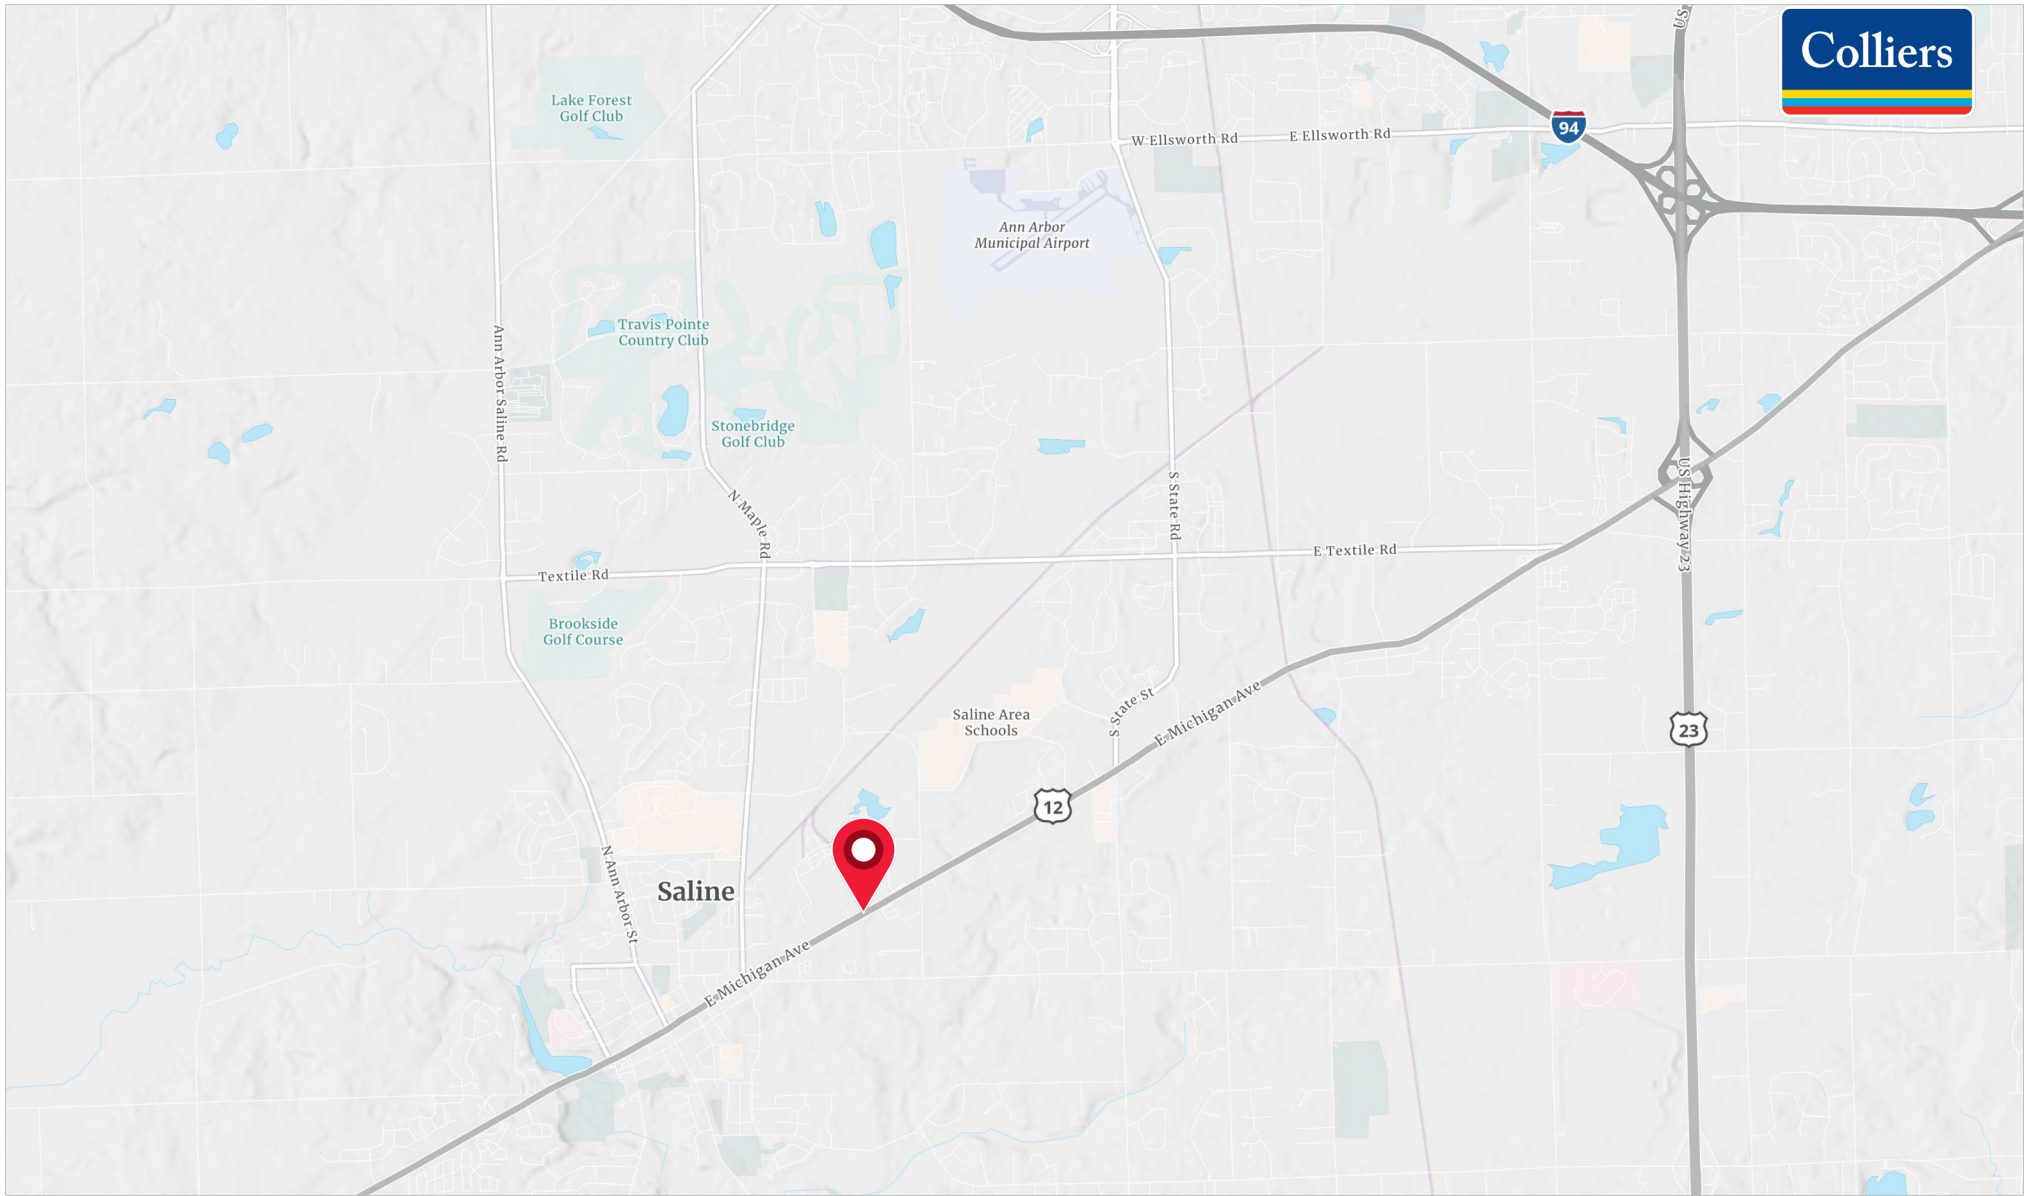 US
Colliers
Lake Forest
Golf Club
94
W Ellsworth Rd
E Ellsworth Rd
Ann Arbor
Municipal Airport
Travis Pointe
Country Club
Ann Arbor Saline Rd
Stonebridge
Golf Club
N Maple Rd
S State Rd
US Highway 23
E Textile Rd
Textile Rd
Brookside
Golf Course
Saline Area
Schools
S State St
E Michigan Ave
23
12
N Ann Arbor St
Saline
E Michigan Ave